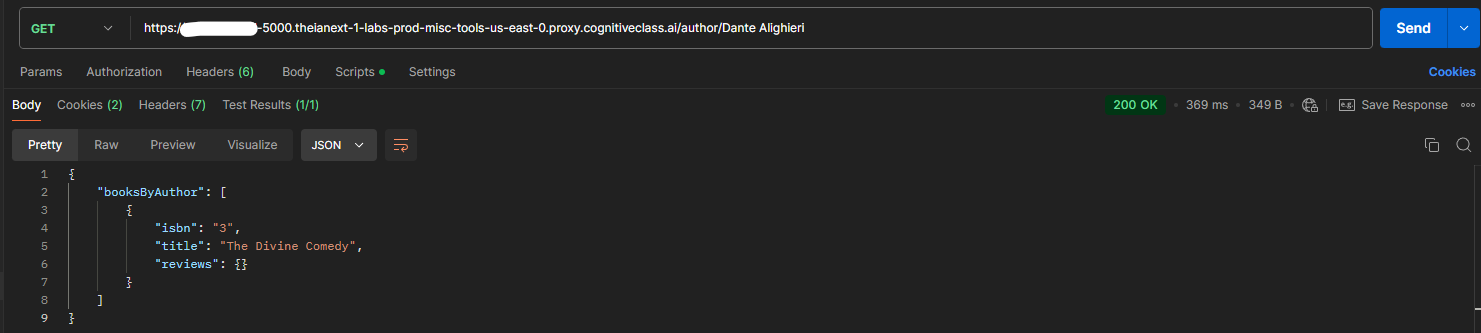 GET https:/ -5000.theianext-1-labs-prod-misc-tools-us-east-0.proxy.cognitiveclass.ai/author/Dante Alighieri Send
Params Authorization Headers (6) Body Scripts Settings Cookies
Body Cookies (2) Headers (7) Test Results (1/1) 200 OK 369 ms 349 B e.g. Save Response
Pretty Raw Preview Visualize JSON
1 {
2 "booksByAuthor": [
3 {
4 "isbn": "3",
5 "title": "The Divine Comedy",
6 "reviews": {}
7 }
8 ]
9 }